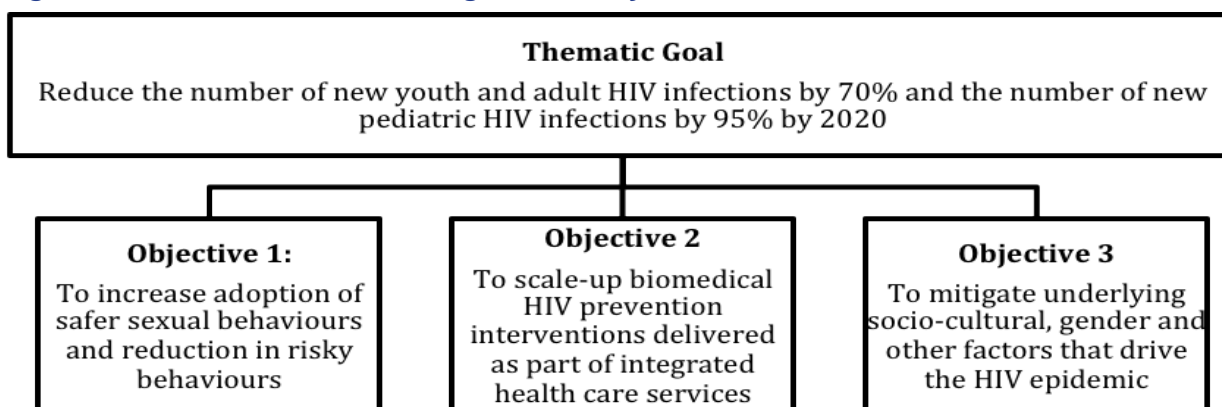 Thematic Goal
Reduce the number of new youth and adult HIV infections by 70% and the number of new
pediatric HIV infections by 95% by 2020
Objective 1:
To increase adoption of
safer sexual behaviours
and reduction in risky
behaviours
Objective 2
To scale-up biomedical
HIV prevention
interventions delivered
as part of integrated
health care services
Objective 3
To mitigate underlying
socio-cultural, gender and
other factors that drive
the HIV epidemic